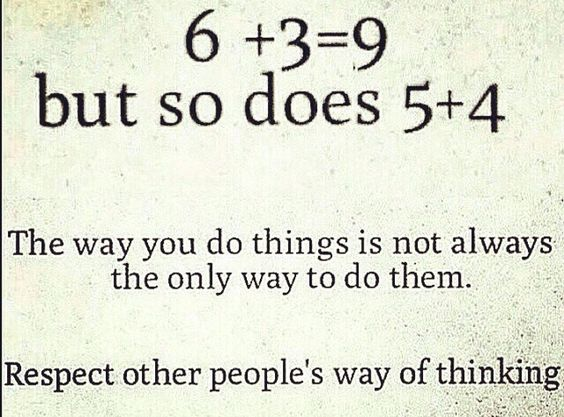 6 +3=9
but so does 5+4
The way you do things is not always
the only way to do them.
Respect other people's way of thinking